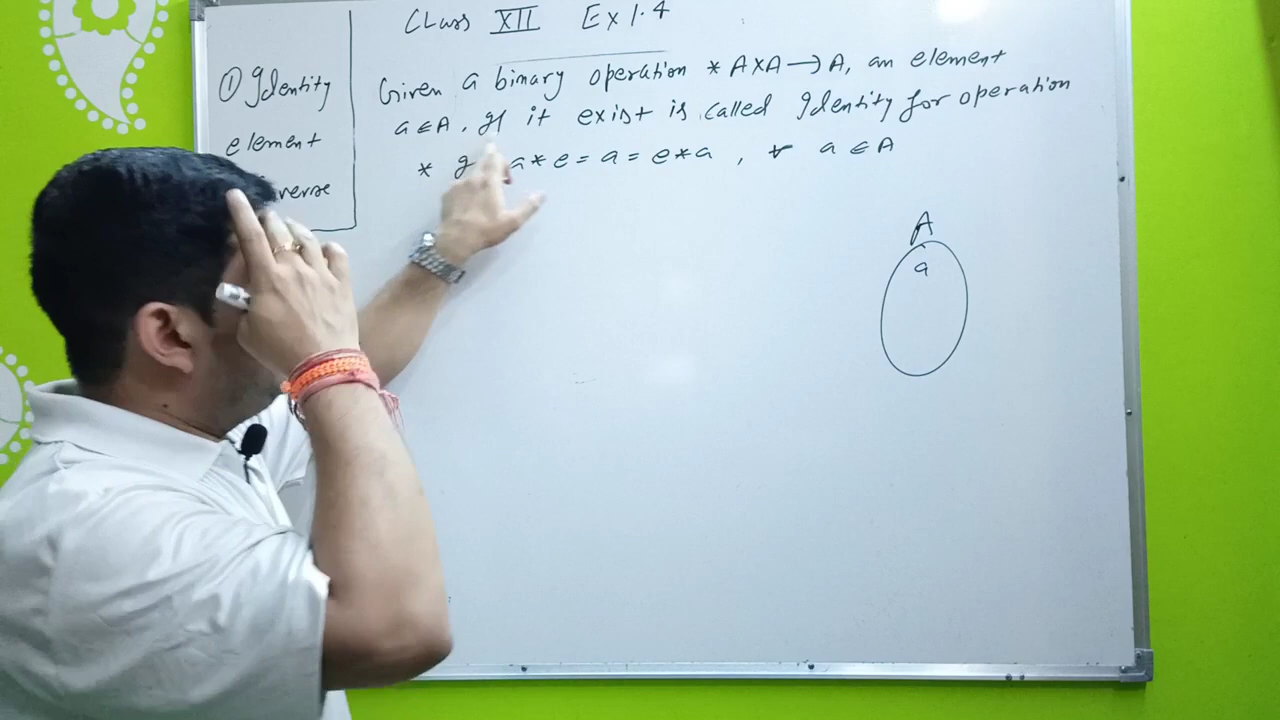 Class XII Ex 1.4
① Identity
element
Given a binary operation * A×A→A, an element
a∈A, If it exist is called Identity for operation
* a*e = a = e*a, ∀ a∈A
A
a